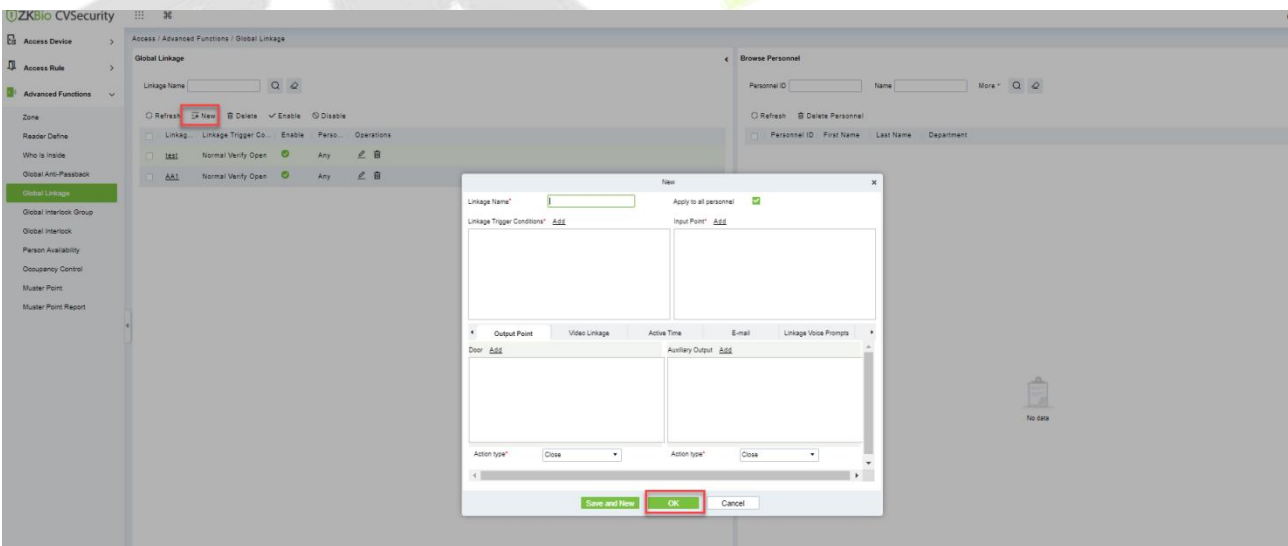 ZKBio CVSecurity
Access Device
Access Rule
Advanced Functions
Zone
Reader Define
Who Is Inside
Global Anti-Passback
Global Linkage
Global Interlock Group
Global Interlock
Person Availability
Occupancy Control
Muster Point
Muster Point Report
Access / Advanced Functions / Global Linkage
Global Linkage
Linkage Name
Refresh New Delete Enable Disable
Linkag... Linkage Trigger Co... Enable Perso... Operations
test Normal Verify Open Any
AA1 Normal Verify Open Any
Browse Personnel
Personnel ID Name More
Refresh Delete Personnel
Personnel ID First Name Last Name Department
No data
New
Linkage Name* Apply to all personnel
Linkage Trigger Conditions* Add Input Point* Add
Output Point Video Linkage Active Time E-mail Linkage Voice Prompts
Door Add Auxiliary Output Add
Action type* Close Action type* Close
Save and New OK Cancel